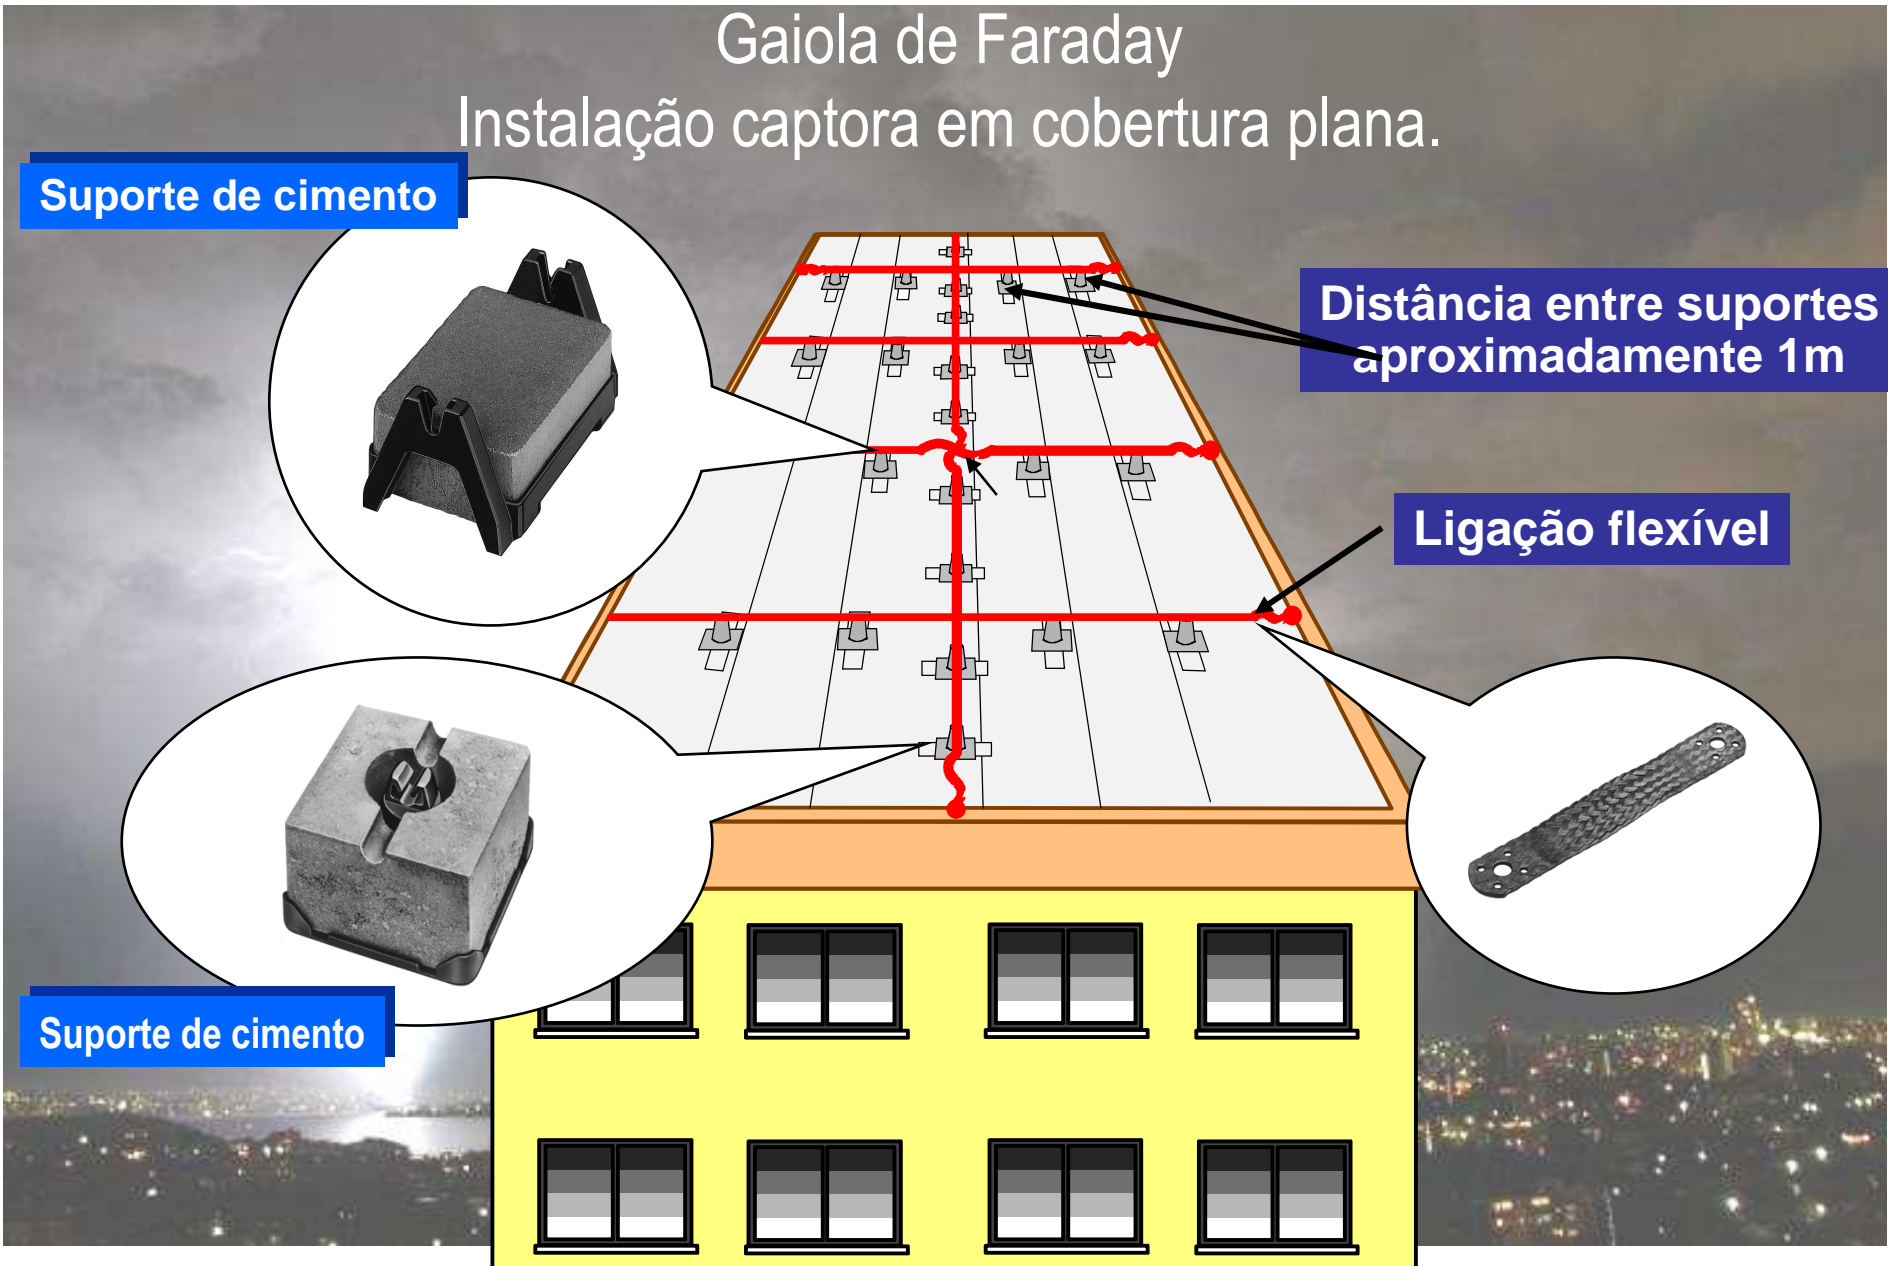 Gaiola de Faraday
Instalação captora em cobertura plana.
Suporte de cimento
Distância entre suportes
aproximadamente 1m
Ligação flexível
Suporte de cimento